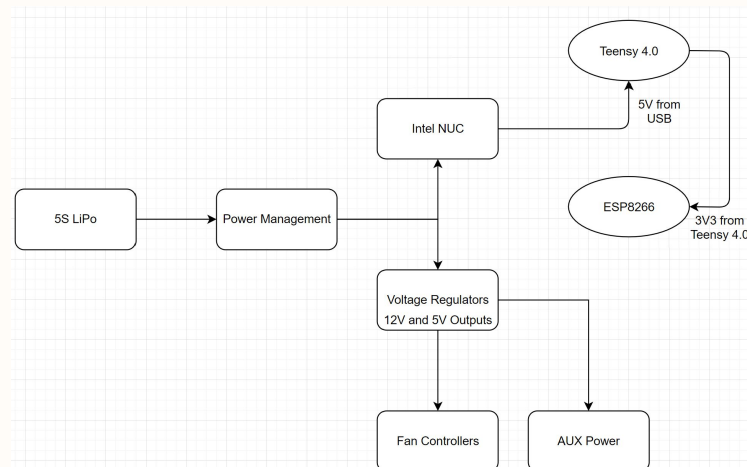 Teensy 4.0
5V from
USB
Intel NUC
5S LiPo
Power Management
ESP8266
3V3 from
Teensy 4.0
Voltage Regulators
12V and 5V Outputs
Fan Controllers
AUX Power